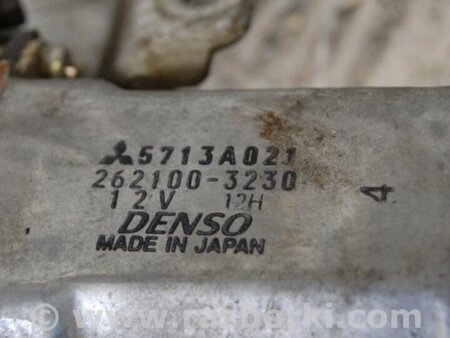 5713A021
262100-3230
12V 12H
4
DENSO
MADE IN JAPAN
© www.razborki.com